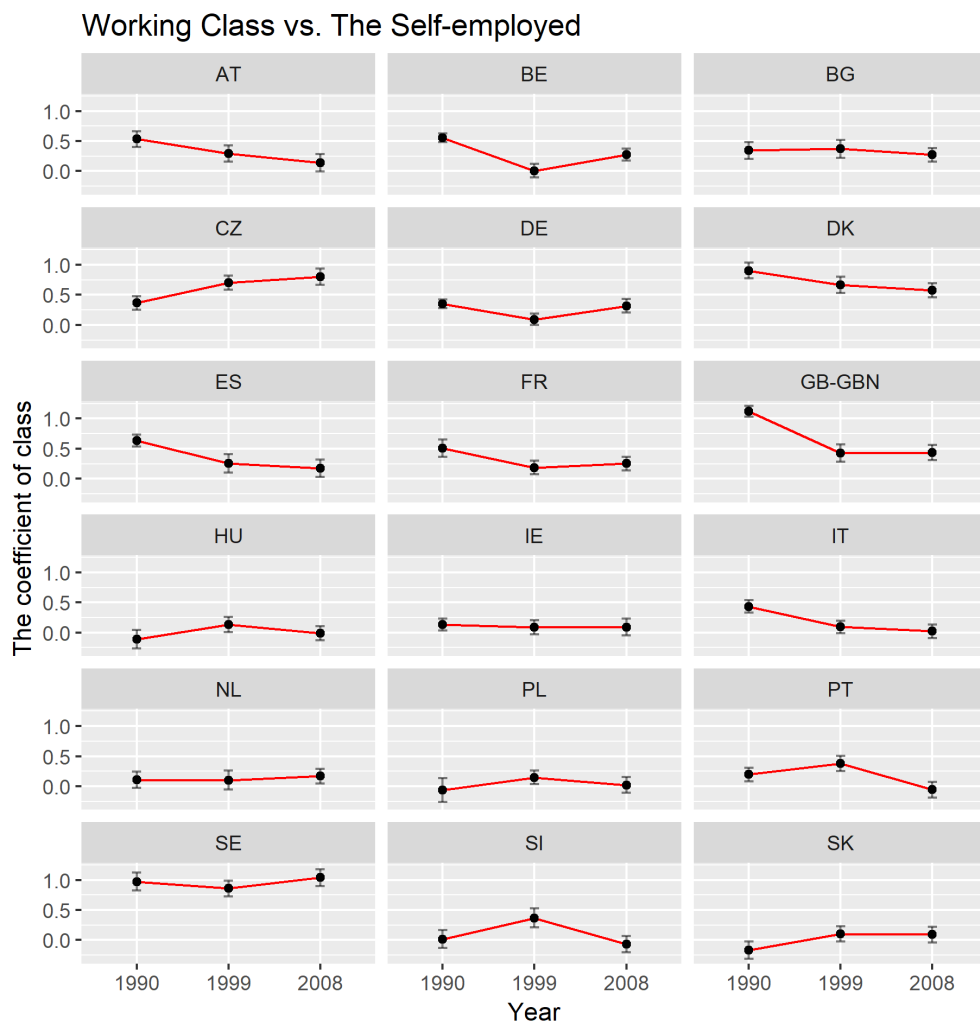 Working Class vs. The Self-employed
AT BE BG
1.0
0.5
0.0
CZ DE DK
1.0
0.5
0.0
ES FR GB-GBN
1.0
0.5
0.0
HU IE IT
1.0
0.5
0.0
NL PL PT
1.0
0.5
0.0
SE SI SK
1.0
0.5
0.0
1990 1999 2008 1990 1999 2008 1990 1999 2008
Year
The coefficient of class